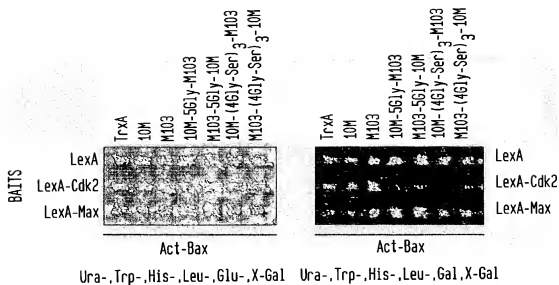 TrxA
10M
M103
10M-5Gly-M103
M103-5Gly-10M
10M-(4Gly-Ser)3-M103
M103-(4Gly-Ser)3-10M
TrxA
10M
M103
10M-5Gly-M103
M103-5Gly-10M
10M-(4Gly-Ser)3-M103
M103-(4Gly-Ser)3-10M
BAITS
LexA
LexA-Cdk2
LexA-Max
LexA
LexA-Cdk2
LexA-Max
Act-Bax
Act-Bax
Ura-,Trp-,His-,Leu-,Glu-,X-Gal
Ura-,Trp-,His-,Leu-,Gal,X-Gal